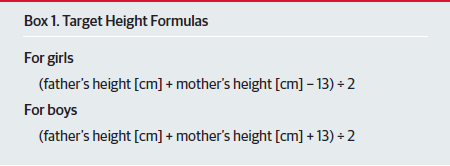 Box 1. Target Height Formulas
For girls
(father's height [cm] + mother's height [cm] − 13) ÷ 2
For boys
(father's height [cm] + mother's height [cm] + 13) ÷ 2